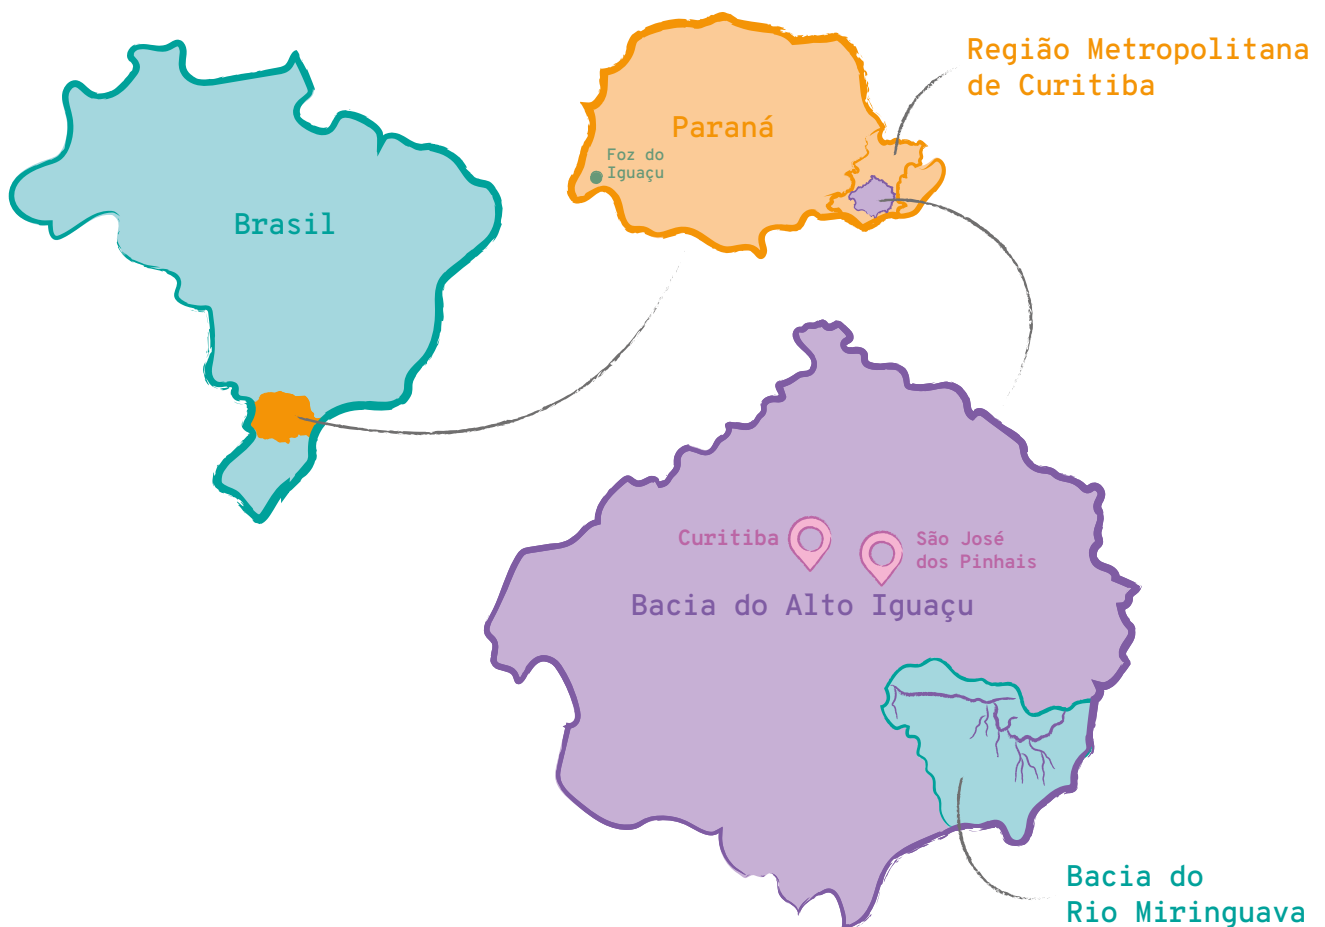 Região Metropolitana
de Curitiba
Paraná
Foz do
Iguaçu
Brasil
Curitiba
São José
dos Pinhais
Bacia do Alto Iguaçu
Bacia do
Rio Miringuava